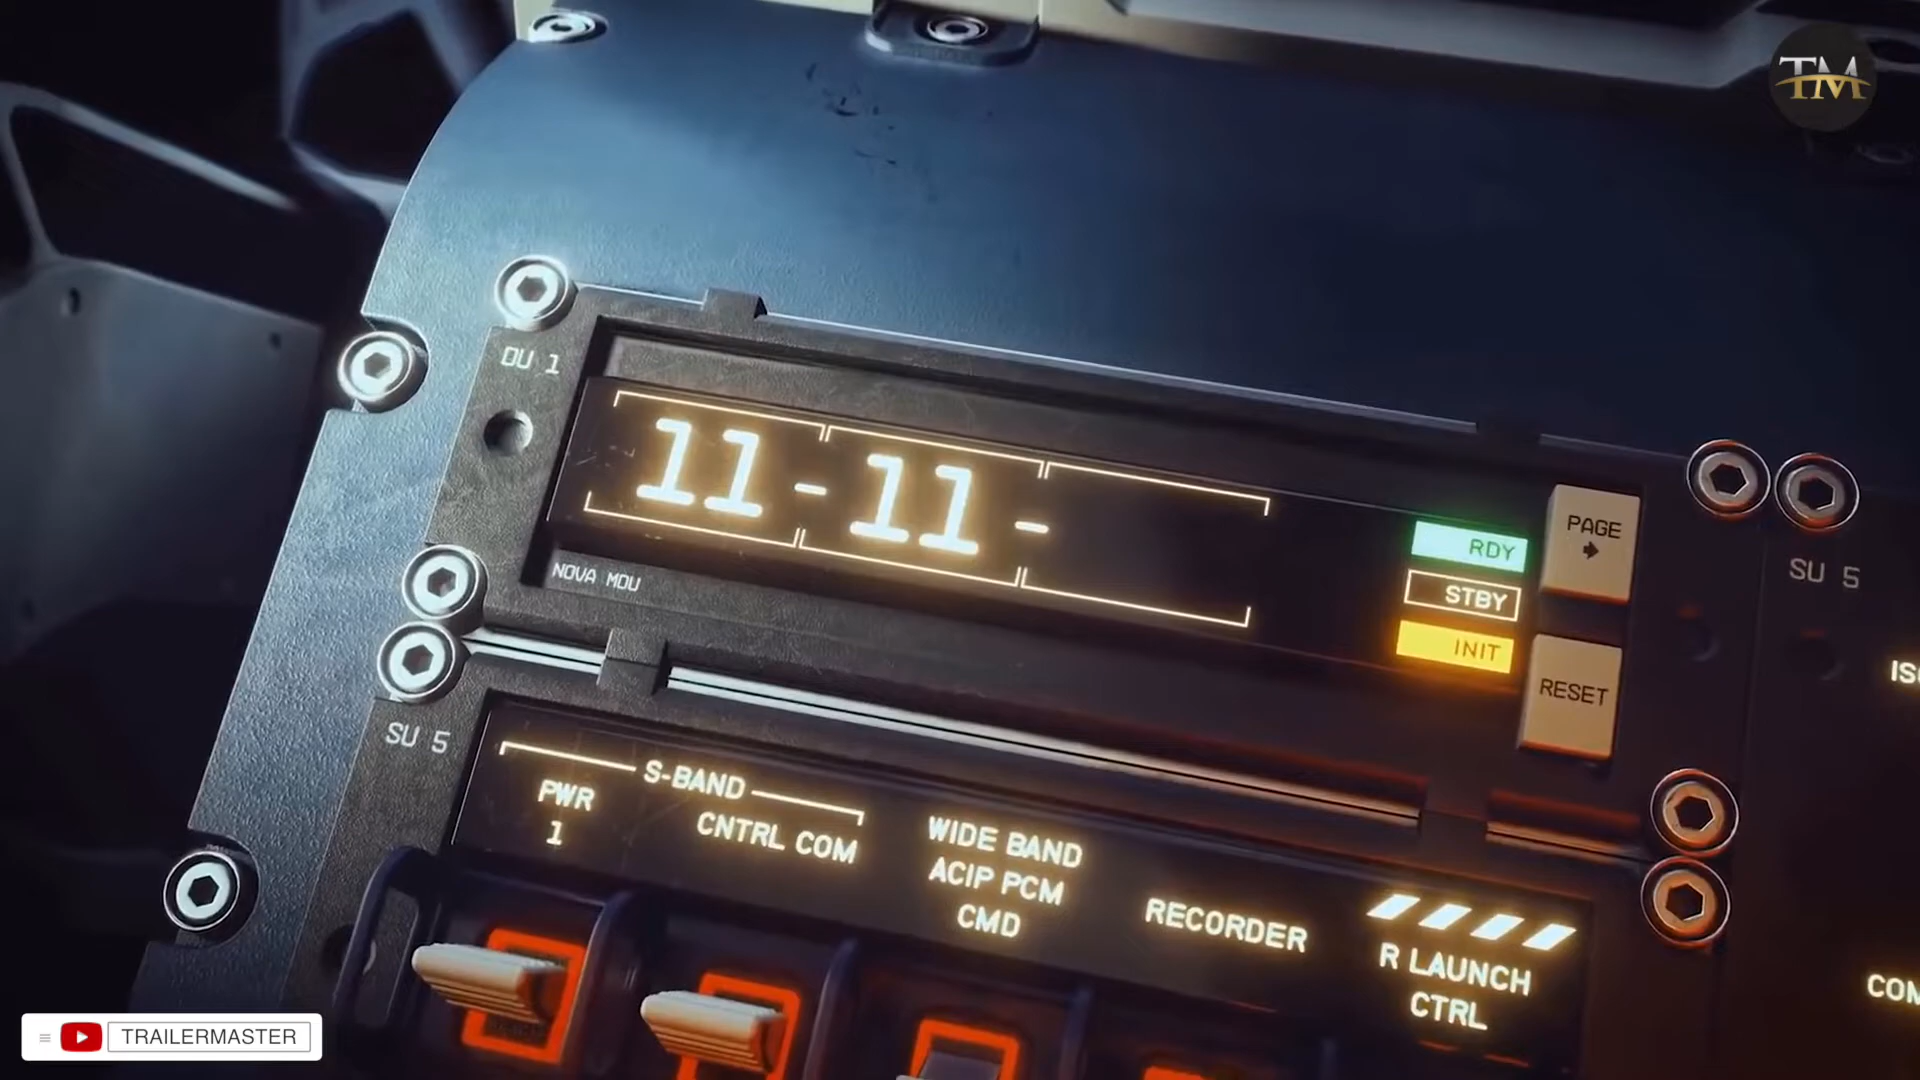 TM
DU 1
11-11-
RDY
STBY
INIT
PAGE
RESET
NOVA MDU
SU 5
SU 5
S-BAND
PWR
1
CNTRL COM
WIDE BAND
ACIP PCM
CMD
RECORDER
R LAUNCH
CTRL
TRAILERMASTER